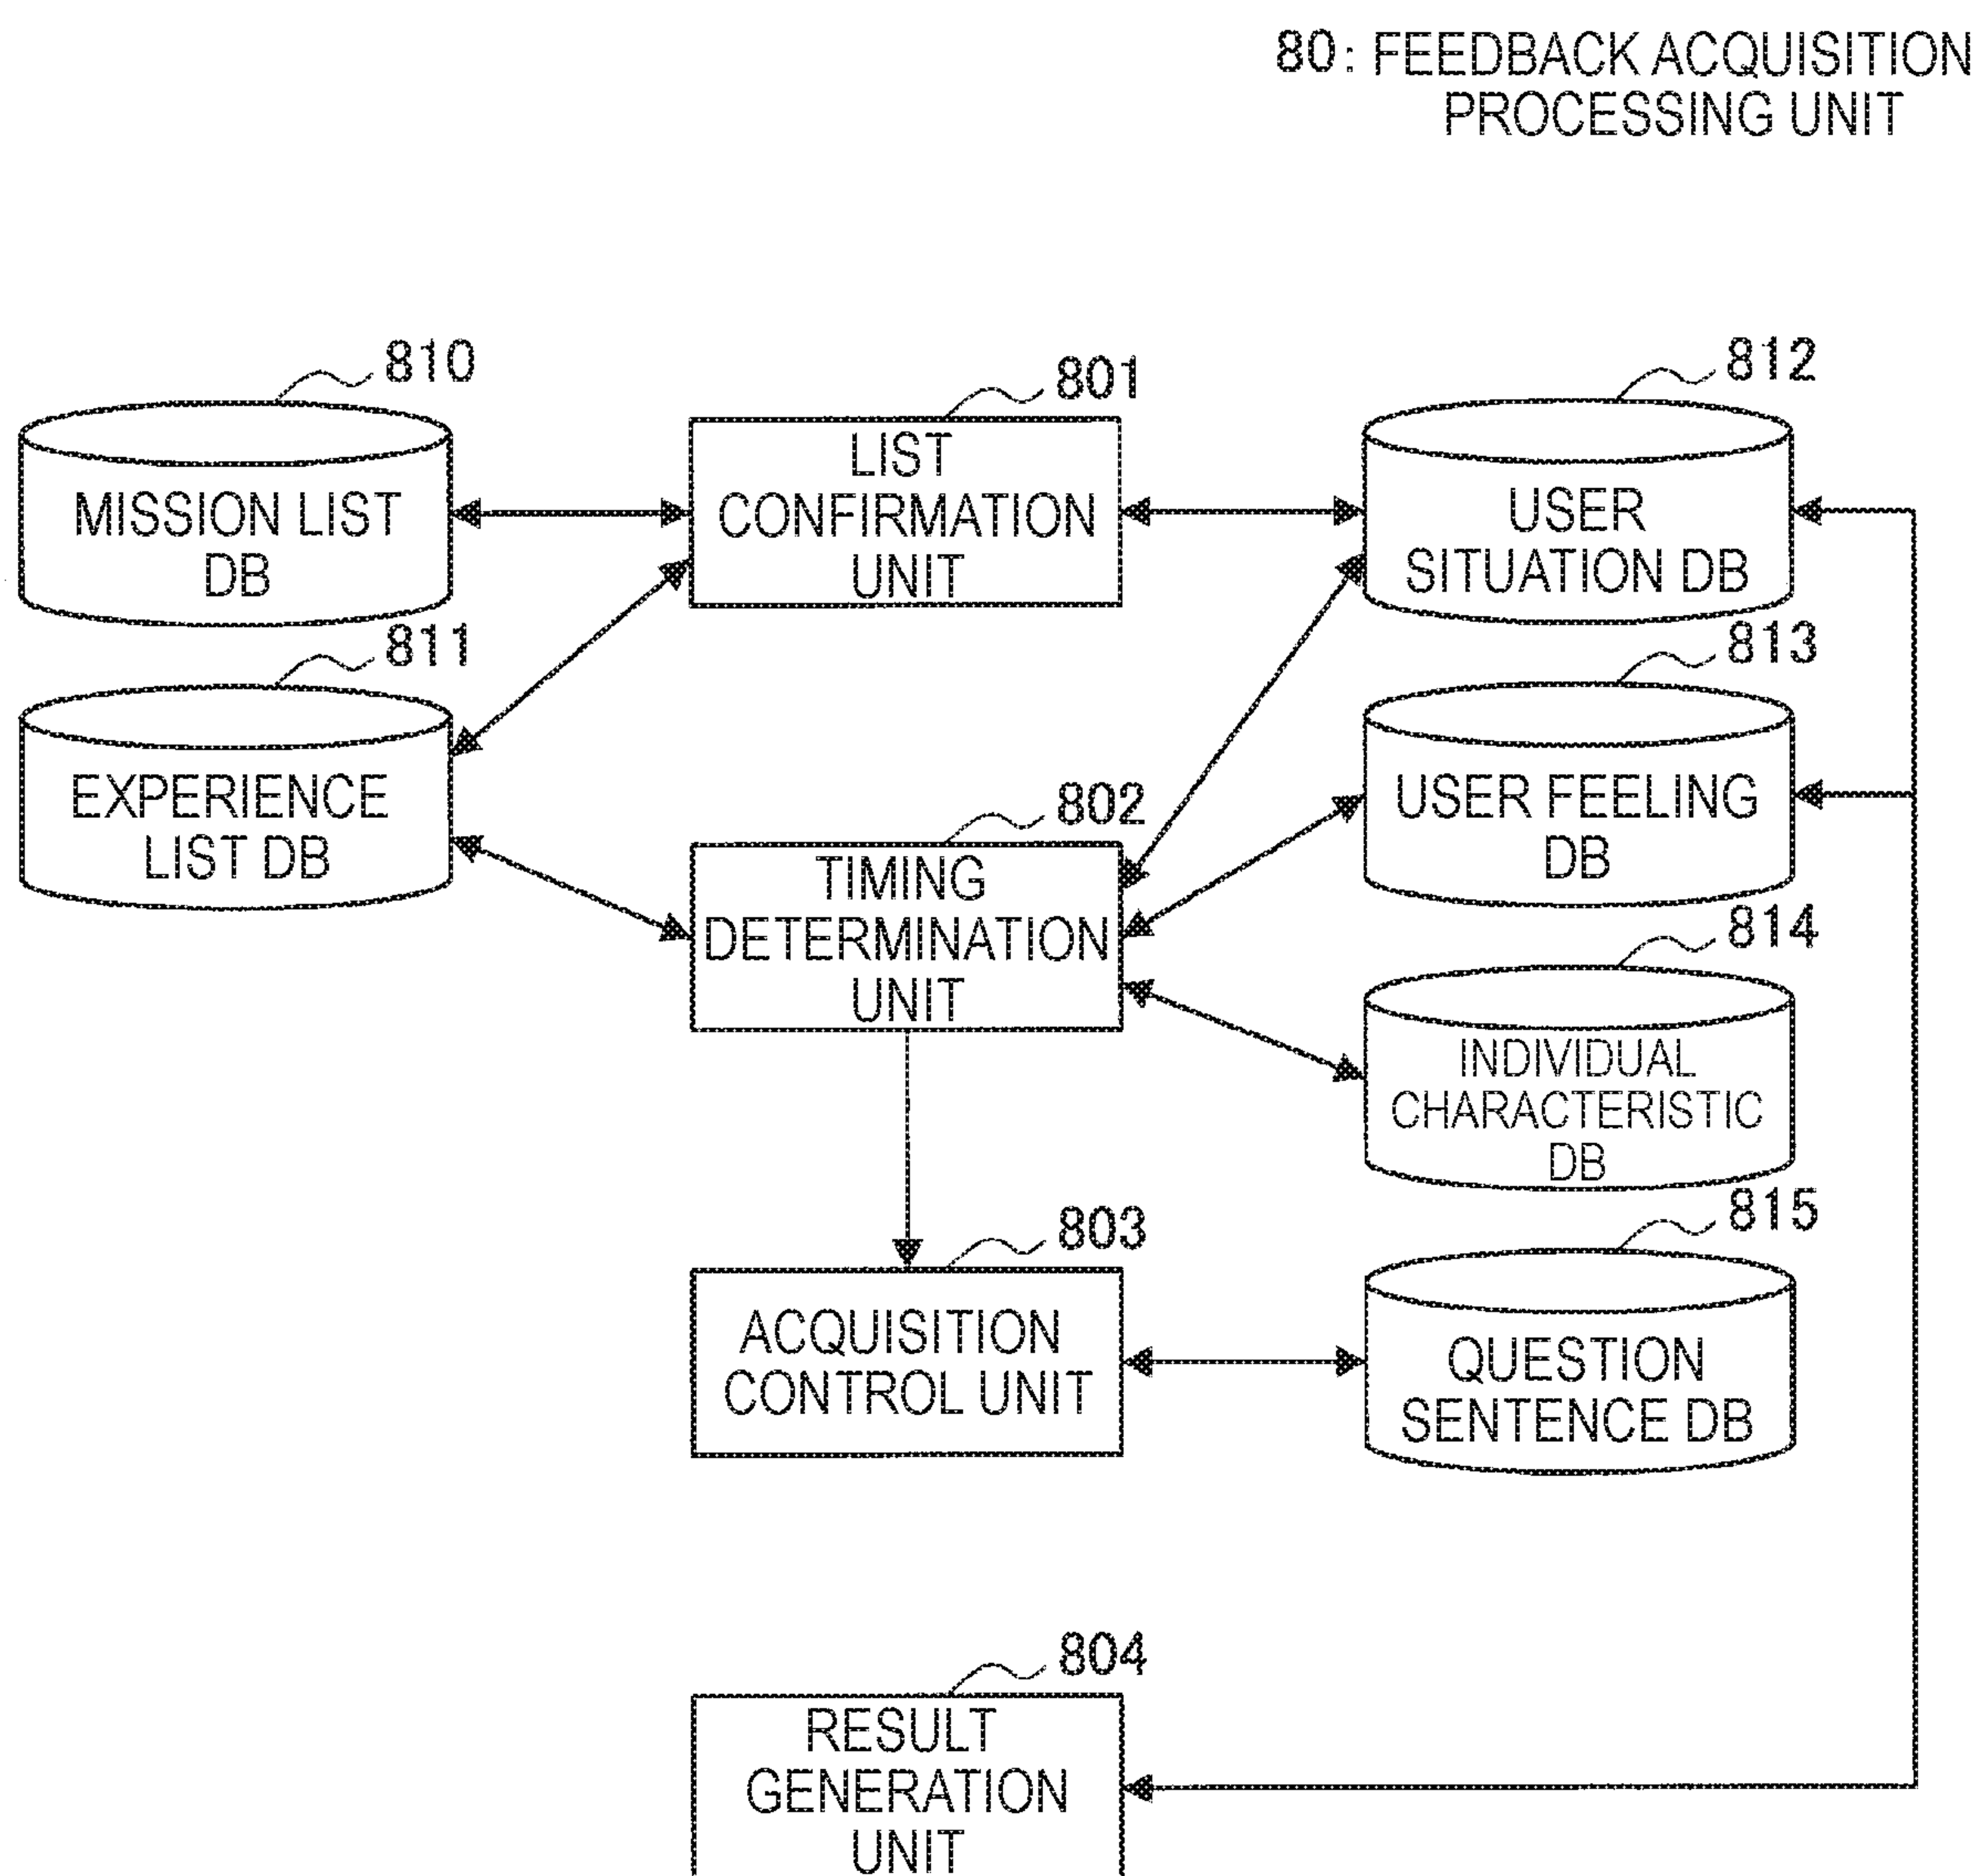 80: FEEDBACK ACQUISITION
PROCESSING UNIT
810
MISSION LIST
DB
801
LIST
CONFIRMATION
UNIT
812
USER
SITUATION DB
811
EXPERIENCE
LIST DB
802
TIMING
DETERMINATION
UNIT
813
USER FEELING
DB
814
INDIVIDUAL
CHARACTERISTIC
DB
803
ACQUISITION
CONTROL UNIT
815
QUESTION
SENTENCE DB
804
RESULT
GENERATION
UNIT